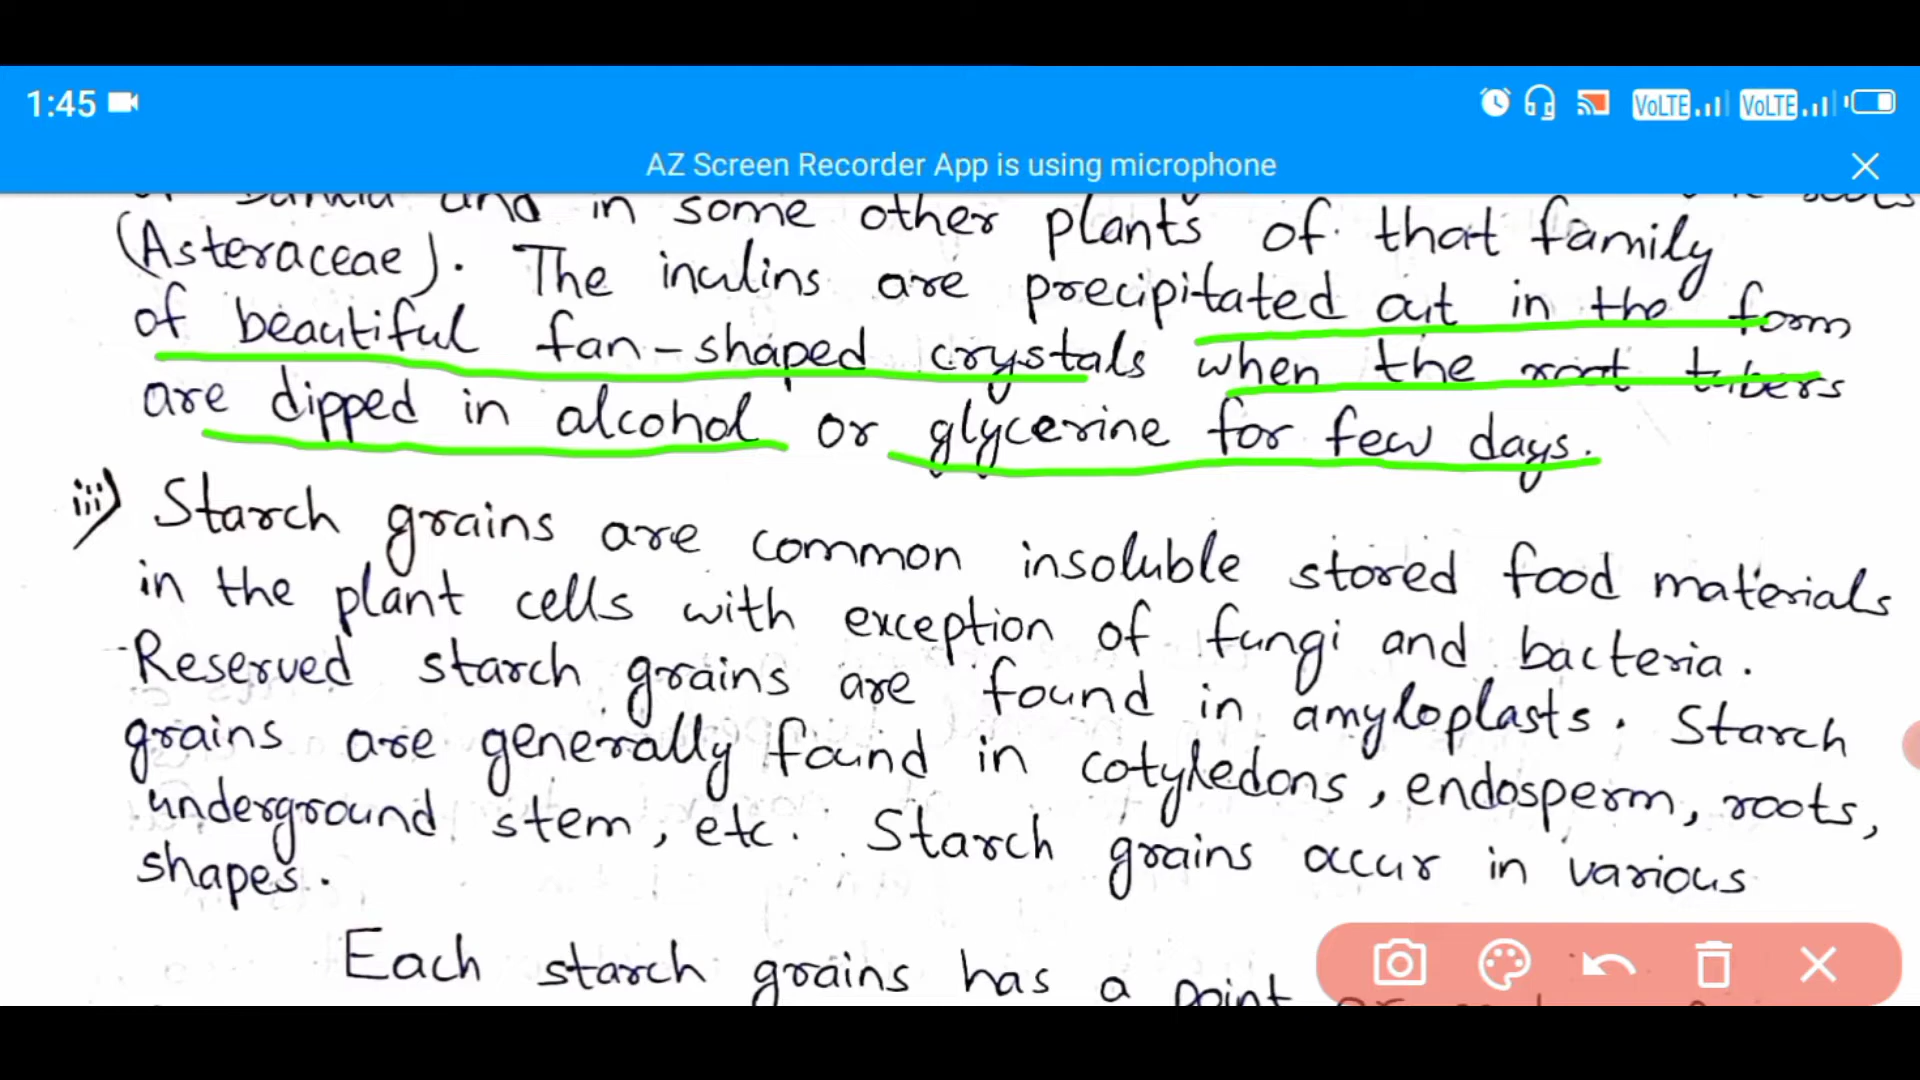 1:45
VoLTE VoLTE
AZ Screen Recorder App is using microphone
and in some other plants of that family
(Asteraceae). The inulins are precipitated out in the form
of beautiful fan-shaped crystals when the root tubers
are dipped in alcohol or glycerine for few days.
iii) Starch grains are common insoluble stored food materials
in the plant cells with exception of fungi and bacteria.
Reserved starch grains are found in amyloplasts. Starch
grains are generally found in cotyledons, endosperm, roots,
underground stem, etc. Starch grains occur in various
shapes.
Each starch grains has a point